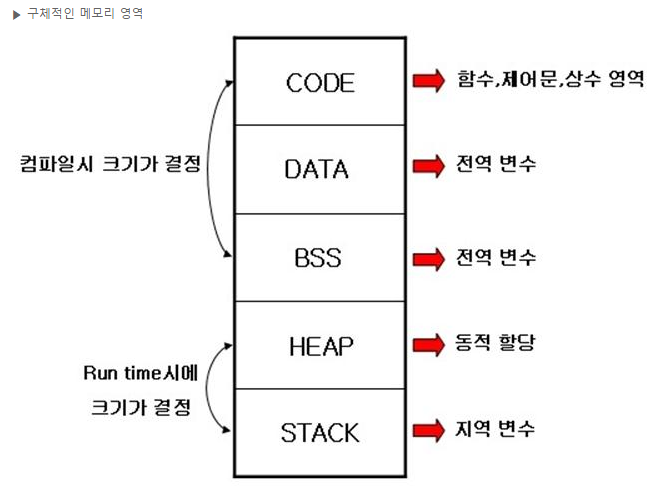 ▶ 구체적인 메모리 영역
CODE
함수,제어문,상수 영역
컴파일시 크기가 결정
DATA
전역 변수
BSS
전역 변수
HEAP
동적 할당
Run time시에
크기가 결정
STACK
지역 변수